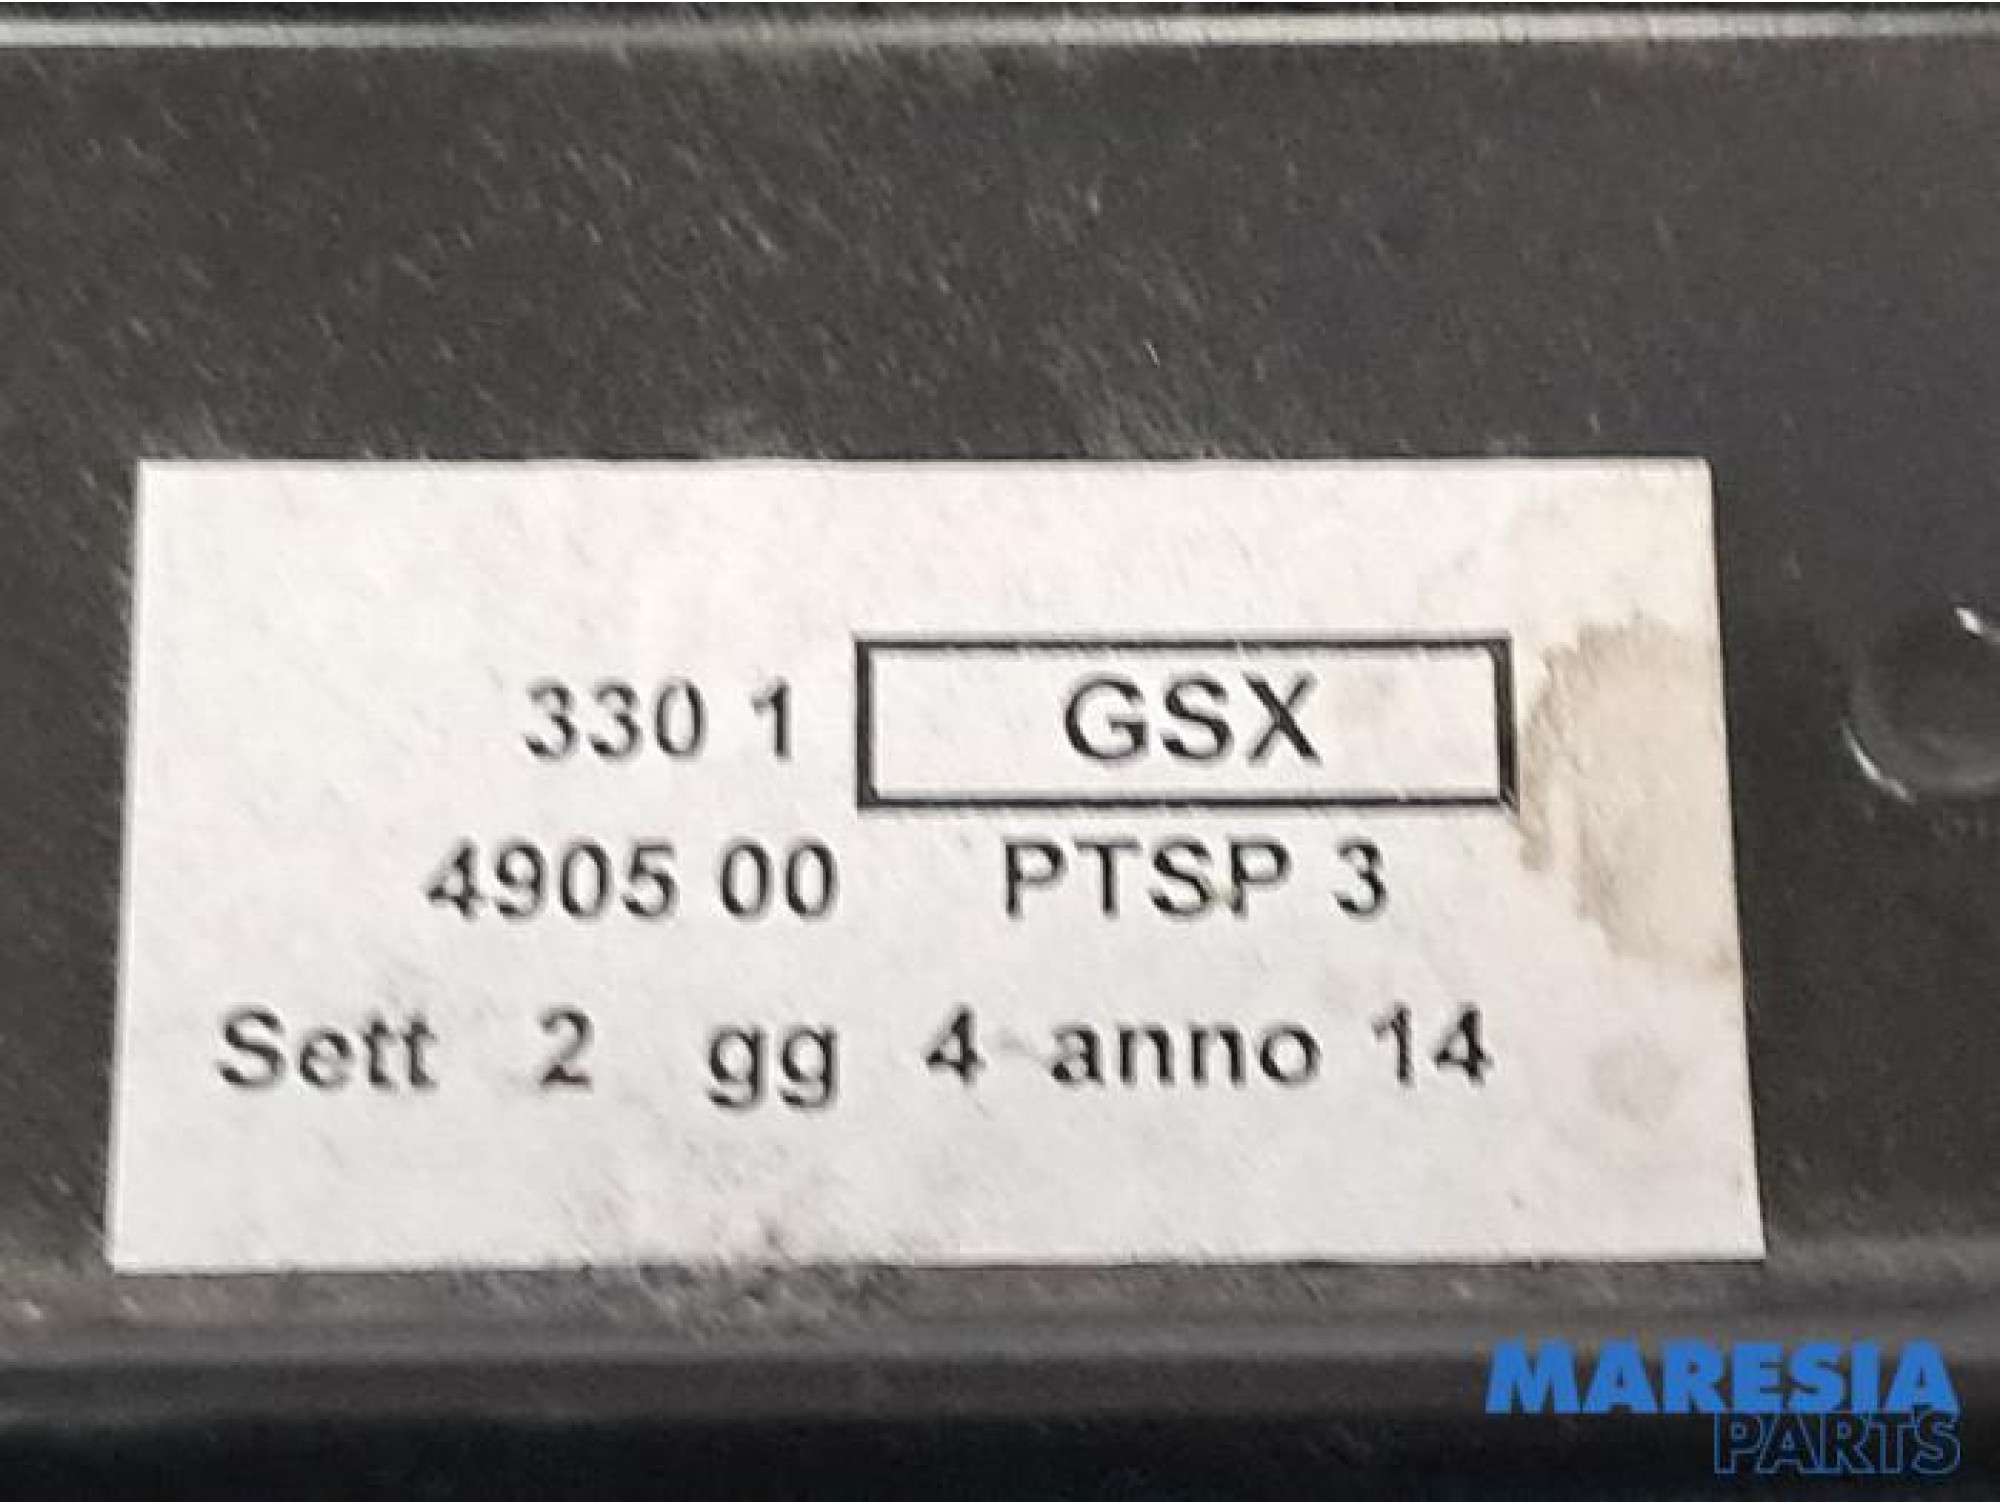 330 1 GSX
4905 00 PTSP 3
Sett 2 gg 4 anno 14
MARESIA
PARTS